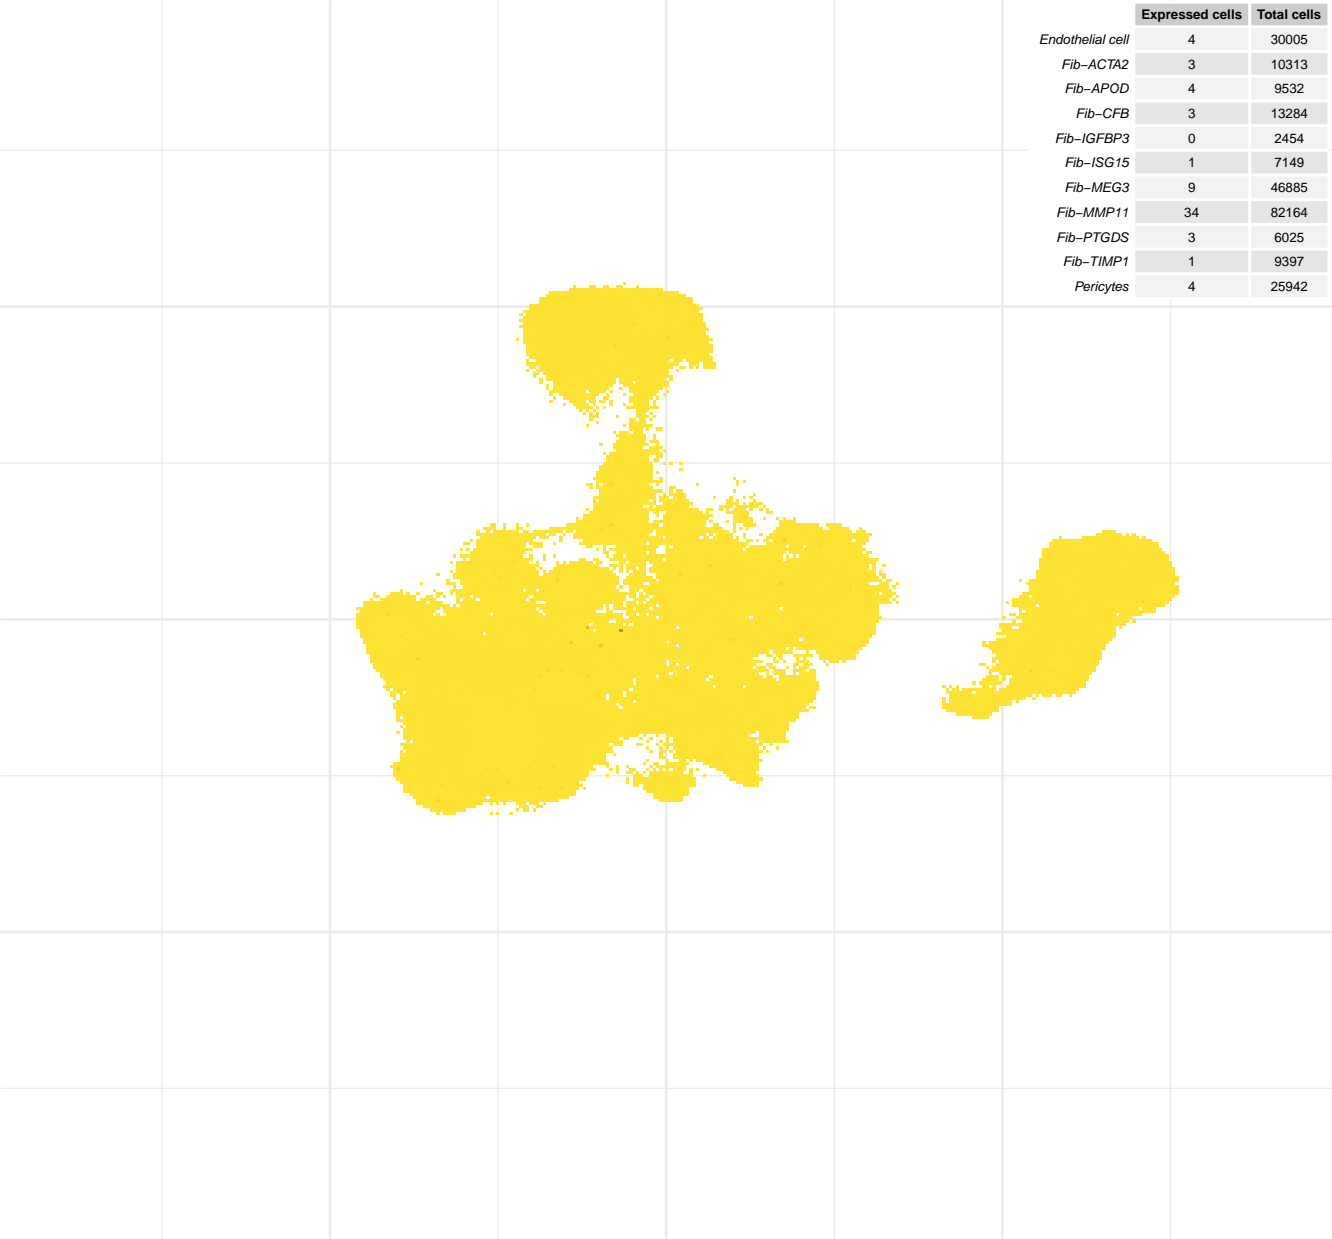 Expressed cells Total cells
Endothelial cell 4 30005
Fib−ACTA2 3 10313
Fib−APOD 4 9532
Fib−CFB 3 13284
Fib−IGFBP3 0 2454
Fib−ISG15 1 7149
Fib−MEG3 9 46885
Fib−MMP11 34 82164
Fib−PTGDS 3 6025
Fib−TIMP1 1 9397
Pericytes 4 25942